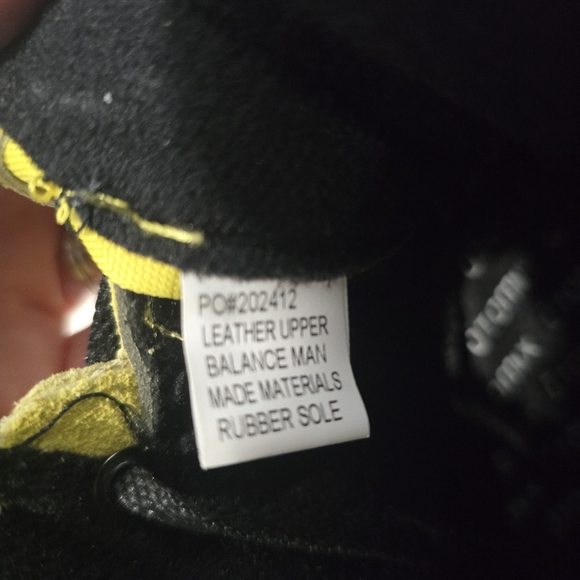 PO#202412
LEATHER UPPER
BALANCE MAN
MADE MATERIALS
RUBBER SOLE